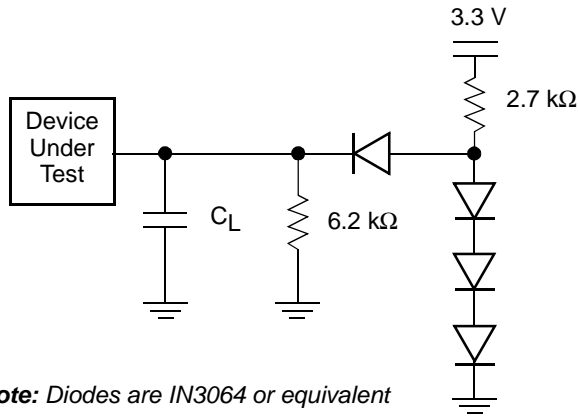 3.3 V
2.7 kΩ
Device
Under
Test
CL
6.2 kΩ
ote: Diodes are IN3064 or equivalent